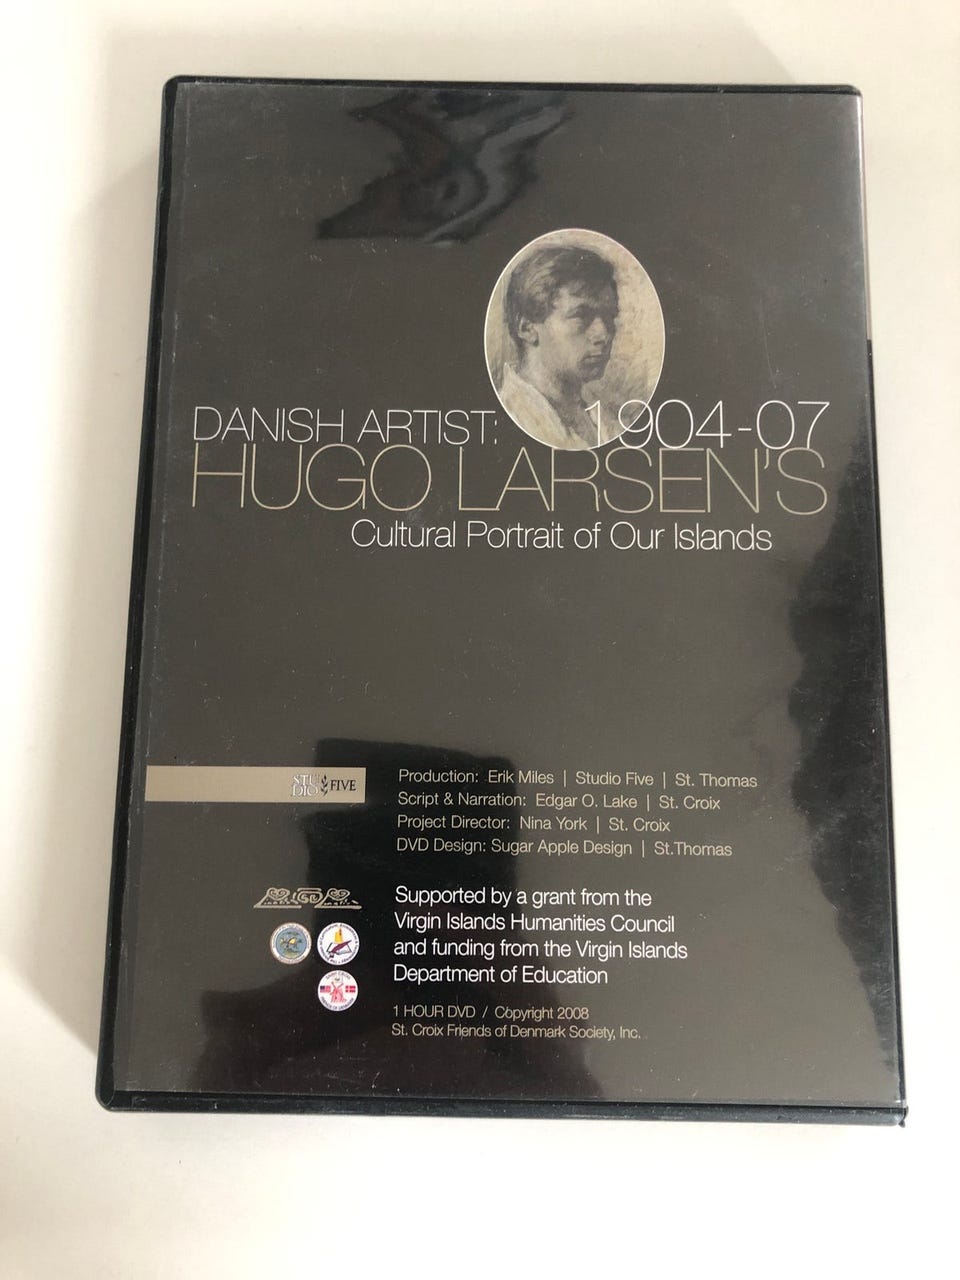 DANISH ARTIST: 1904-07
HUGO LARSEN'S
Cultural Portrait of Our Islands
STUDIO FIVE
Production: Erik Miles | Studio Five | St. Thomas
Script & Narration: Edgar O. Lake | St. Croix
Project Director: Nina York | St. Croix
DVD Design: Sugar Apple Design | St.Thomas
Supported by a grant from the
Virgin Islands Humanities Council
and funding from the Virgin Islands
Department of Education
1 HOUR DVD / Copyright 2008
St. Croix Friends of Denmark Society, Inc.